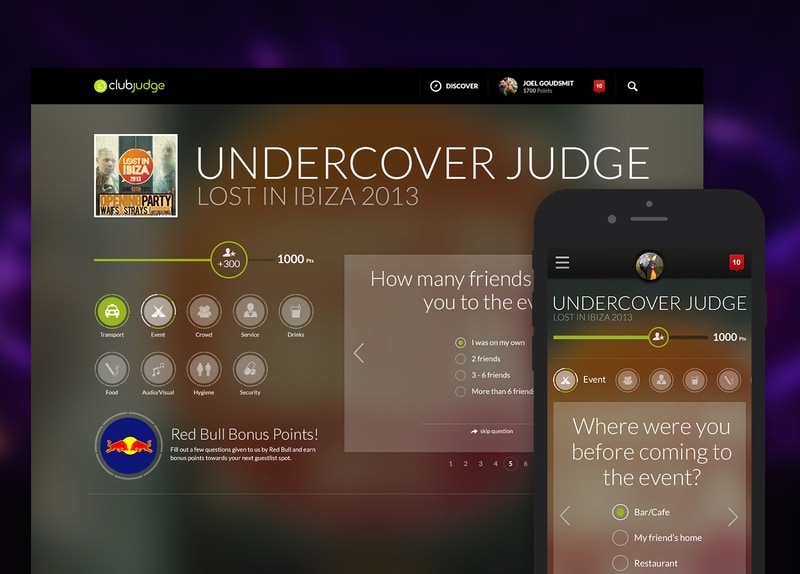 clubjudge
DISCOVER
JOEL GOUDSMIT
1700 Points
10
LOST IN
IBIZA
2013
OPENING PARTY
WAIFS & STRAYS
UNDERCOVER JUDGE
LOST IN IBIZA 2013
+300
1000 Pts
Transport
Event
Crowd
Service
Drinks
Food
Audio/Visual
Hygiene
Security
Red Bull Bonus Points!
Fill out a few questions given to us by Red Bull and earn
bonus points towards your next guestlist spot.
How many friends
you to the ev
I was on my own
2 friends
3 - 6 friends
More than 6 friends
skip question
1 2 3 4 5 6
10
UNDERCOVER JUDGE
LOST IN IBIZA 2013
1000 Pts
Event
Where were you
before coming to
the event?
Bar/Cafe
My friend's home
Restaurant